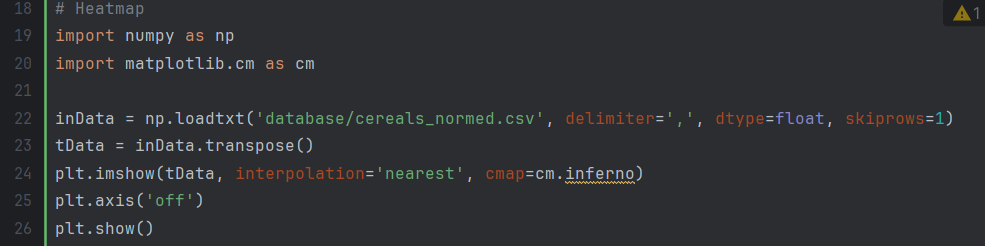 18 # Heatmap
1
19 import numpy as np
20 import matplotlib.cm as cm
21
22 inData = np.loadtxt('database/cereals_normed.csv', delimiter=',', dtype=float, skiprows=1)
23 tData = inData.transpose()
24 plt.imshow(tData, interpolation='nearest', cmap=cm.inferno)
25 plt.axis('off')
26 plt.show()